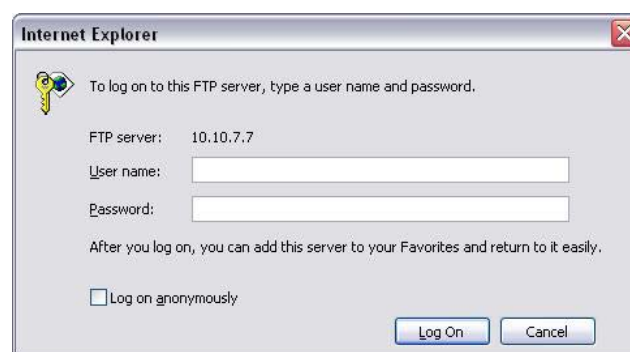 Internet Explorer
To log on to this FTP server, type a user name and password.
FTP server: 10.10.7.7
User name:
Password:
After you log on, you can add this server to your Favorites and return to it easily.
Log on anonymously
Log On Cancel